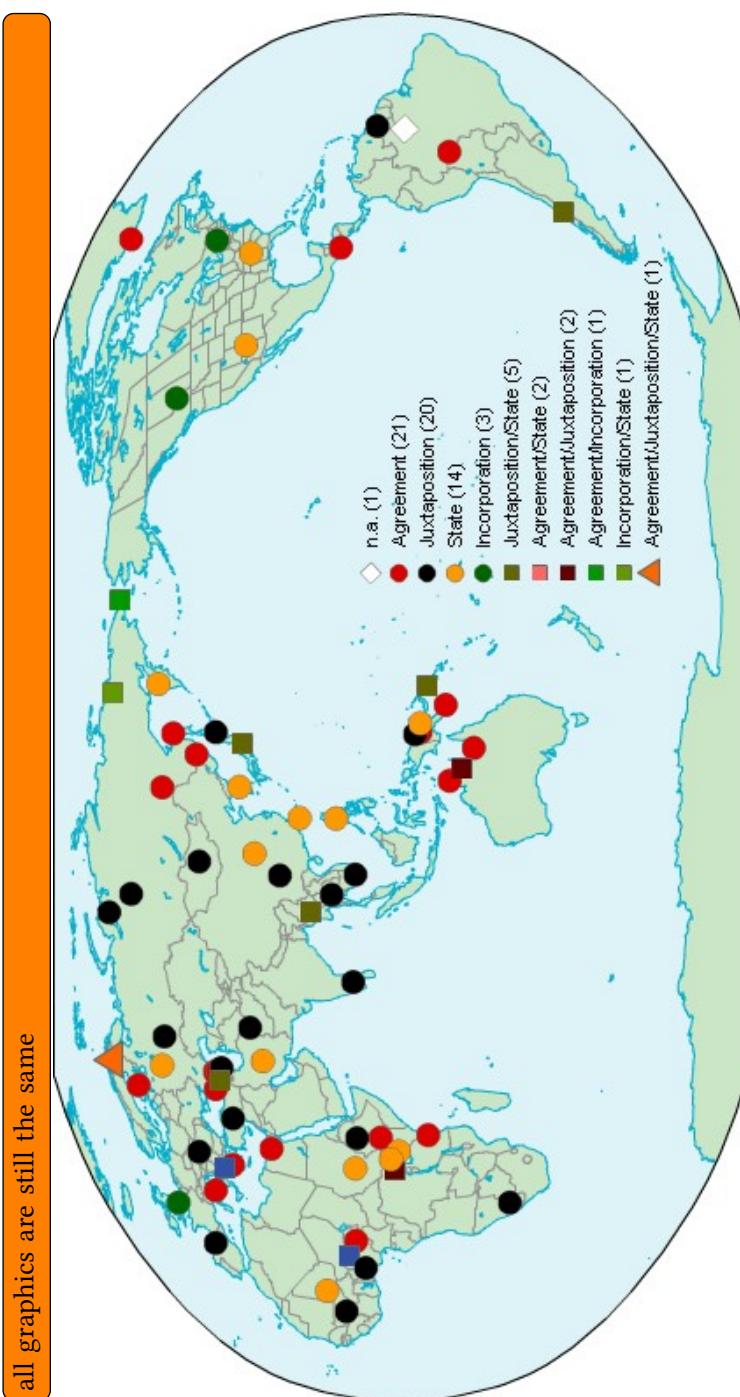 all graphics are still the same
n.a. (1)
Agreement (21)
Juxtaposition (20)
State (14)
Incorporation (3)
Juxtaposition/State (5)
Agreement/State (2)
Agreement/Juxtaposition (2)
Agreement/Incorporation (1)
Incorporation/State (1)
Agreement/Juxtaposition/State (1)